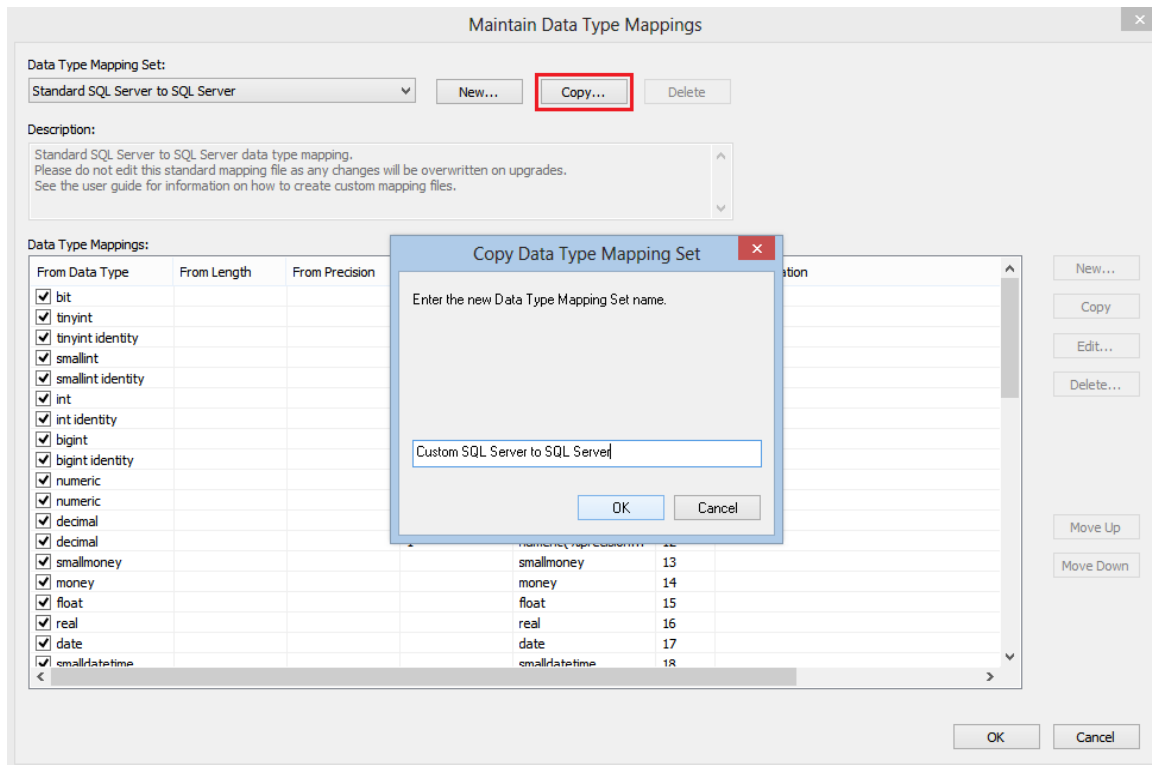 Maintain Data Type Mappings
Data Type Mapping Set:
Standard SQL Server to SQL Server New... Copy... Delete
Description:
Standard SQL Server to SQL Server data type mapping.
Please do not edit this standard mapping file as any changes will be overwritten on upgrades.
See the user guide for information on how to create custom mapping files.
Data Type Mappings:
From Data Type From Length From Precision
bit
tinyint
tinyint identity
smallint
smallint identity
int
int identity
bigint
bigint identity
numeric
numeric
decimal
decimal 12
smallmoney smallmoney 13
money money 14
float float 15
real real 16
date date 17
smalldatetime smalldatetime 18
Copy Data Type Mapping Set
Enter the new Data Type Mapping Set name.
Custom SQL Server to SQL Server
OK Cancel
New...
Copy
Edit...
Delete...
Move Up
Move Down
OK Cancel